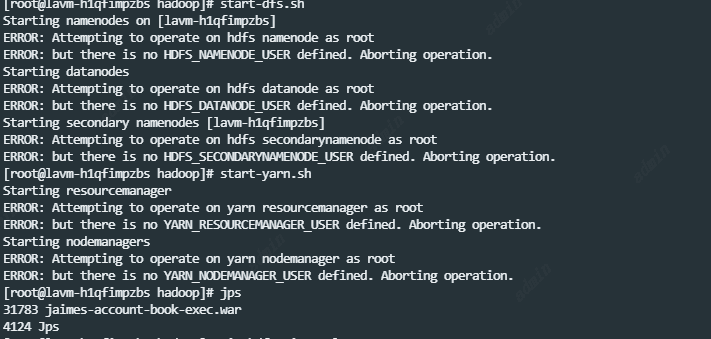 [root@lavm-h1qfimpzbs hadoop]# start-dfs.sh
Starting namenodes on [lavm-h1qfimpzbs]
ERROR: Attempting to operate on hdfs namenode as root
ERROR: but there is no HDFS_NAMENODE_USER defined. Aborting operation.
Starting datanodes
ERROR: Attempting to operate on hdfs datanode as root
ERROR: but there is no HDFS_DATANODE_USER defined. Aborting operation.
Starting secondary namenodes [lavm-h1qfimpzbs]
ERROR: Attempting to operate on hdfs secondarynamenode as root
ERROR: but there is no HDFS_SECONDARYNAMENODE_USER defined. Aborting operation.
[root@lavm-h1qfimpzbs hadoop]# start-yarn.sh
Starting resourcemanager
ERROR: Attempting to operate on yarn resourcemanager as root
ERROR: but there is no YARN_RESOURCEMANAGER_USER defined. Aborting operation.
Starting nodemanagers
ERROR: Attempting to operate on yarn nodemanager as root
ERROR: but there is no YARN_NODEMANAGER_USER defined. Aborting operation.
[root@lavm-h1qfimpzbs hadoop]# jps
31783 jaimes-account-book-exec.war
4124 Jps